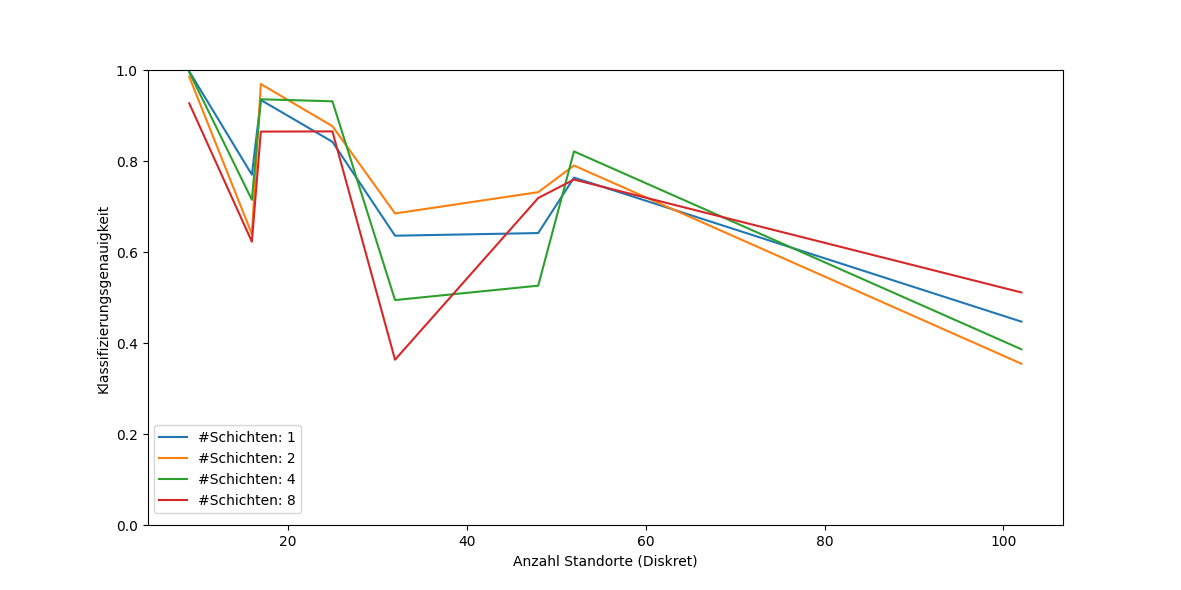 1.0
0.8
0.6
0.4
0.2
0.0
Klassifizierungsgenauigkeit
#Schichten: 1
#Schichten: 2
#Schichten: 4
#Schichten: 8
20 40 60 80 100
Anzahl Standorte (Diskret)